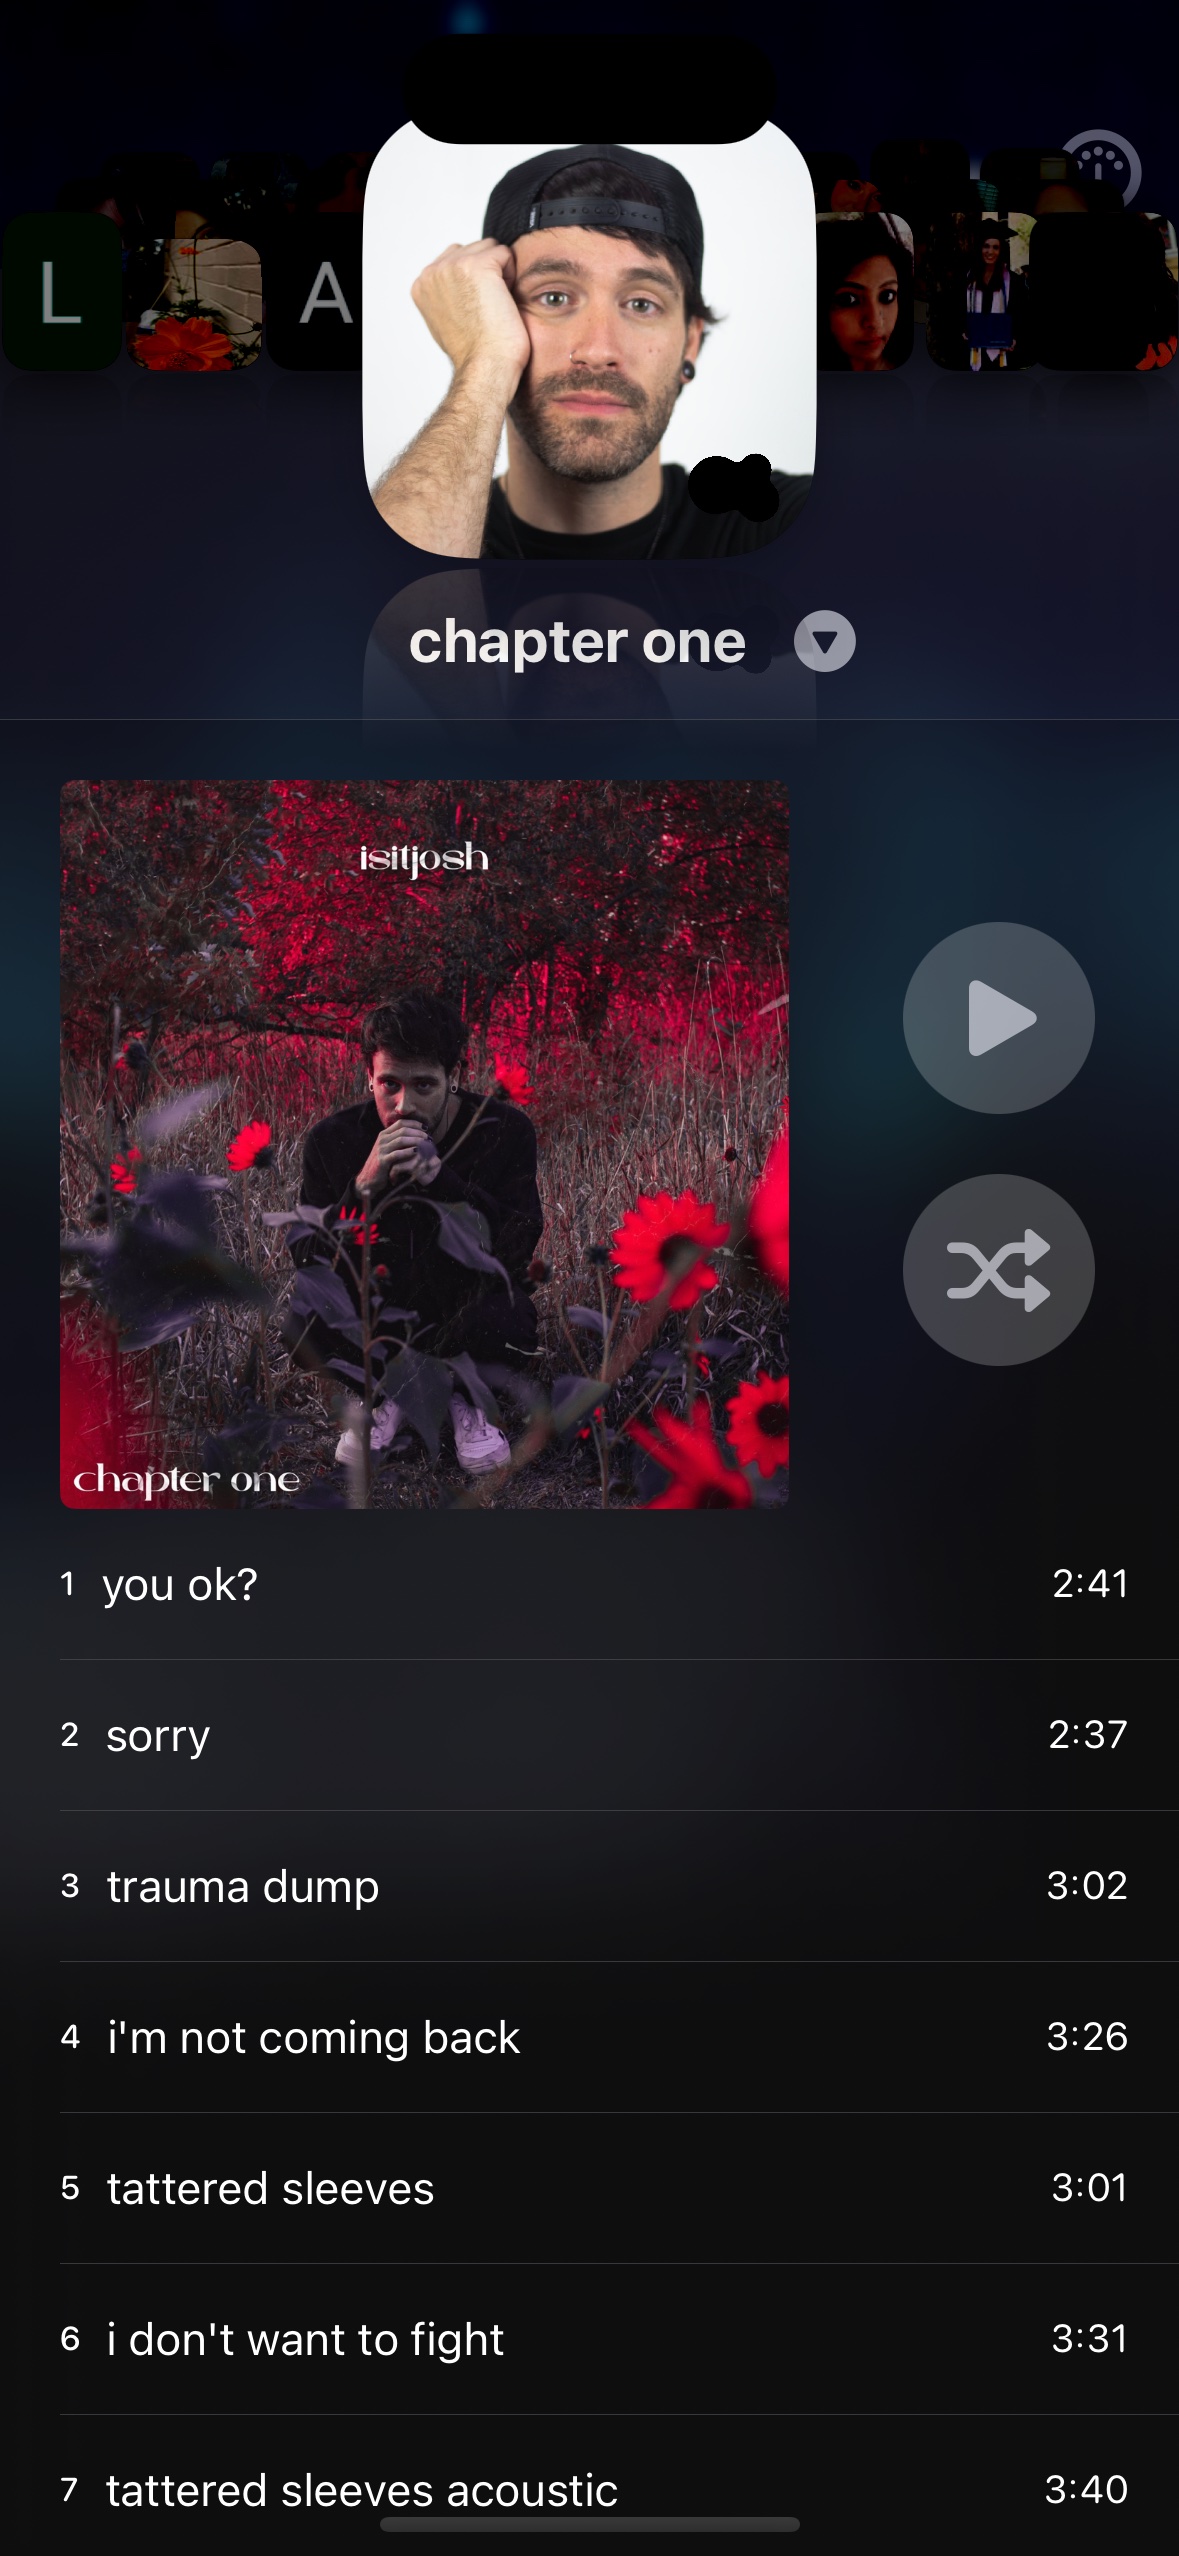 L
A
chapter one
isitjosh
chapter one
1 you ok? 2:41
2 sorry 2:37
3 trauma dump 3:02
4 i'm not coming back 3:26
5 tattered sleeves 3:01
6 i don't want to fight 3:31
7 tattered sleeves acoustic 3:40